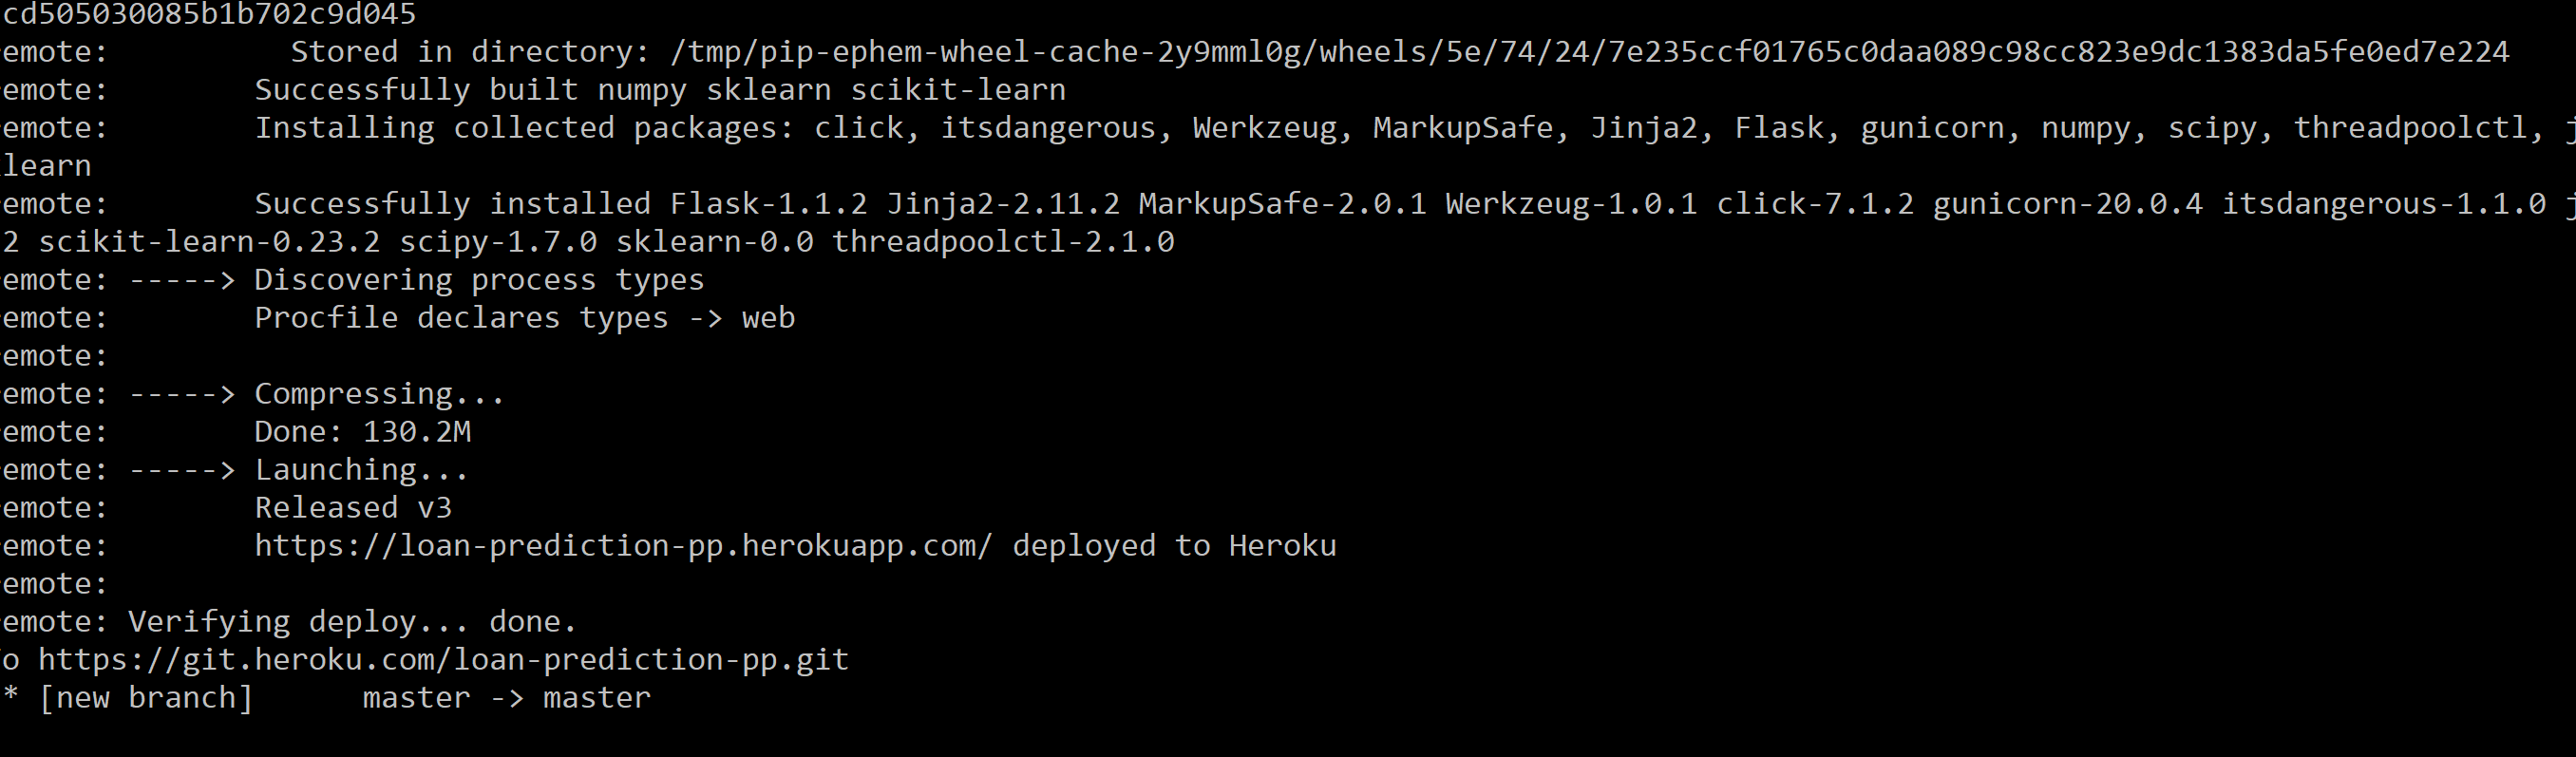 cd505030085b1b702c9d045
emote:          Stored in directory: /tmp/pip-ephem-wheel-cache-2y9mml0g/wheels/5e/74/24/7e235ccf01765c0daa089c98cc823e9dc1383da5fe0ed7e224
emote:        Successfully built numpy sklearn scikit-learn
emote:        Installing collected packages: click, itsdangerous, Werkzeug, MarkupSafe, Jinja2, Flask, gunicorn, numpy, scipy, threadpoolctl, j
learn
emote:        Successfully installed Flask-1.1.2 Jinja2-2.11.2 MarkupSafe-2.0.1 Werkzeug-1.0.1 click-7.1.2 gunicorn-20.0.4 itsdangerous-1.1.0 j
2 scikit-learn-0.23.2 scipy-1.7.0 sklearn-0.0 threadpoolctl-2.1.0
emote: -----> Discovering process types
emote:        Procfile declares types -> web
emote:
emote: -----> Compressing...
emote:        Done: 130.2M
emote: -----> Launching...
emote:        Released v3
emote:        https://loan-prediction-pp.herokuapp.com/ deployed to Heroku
emote:
emote: Verifying deploy... done.
o https://git.heroku.com/loan-prediction-pp.git
* [new branch]      master -> master